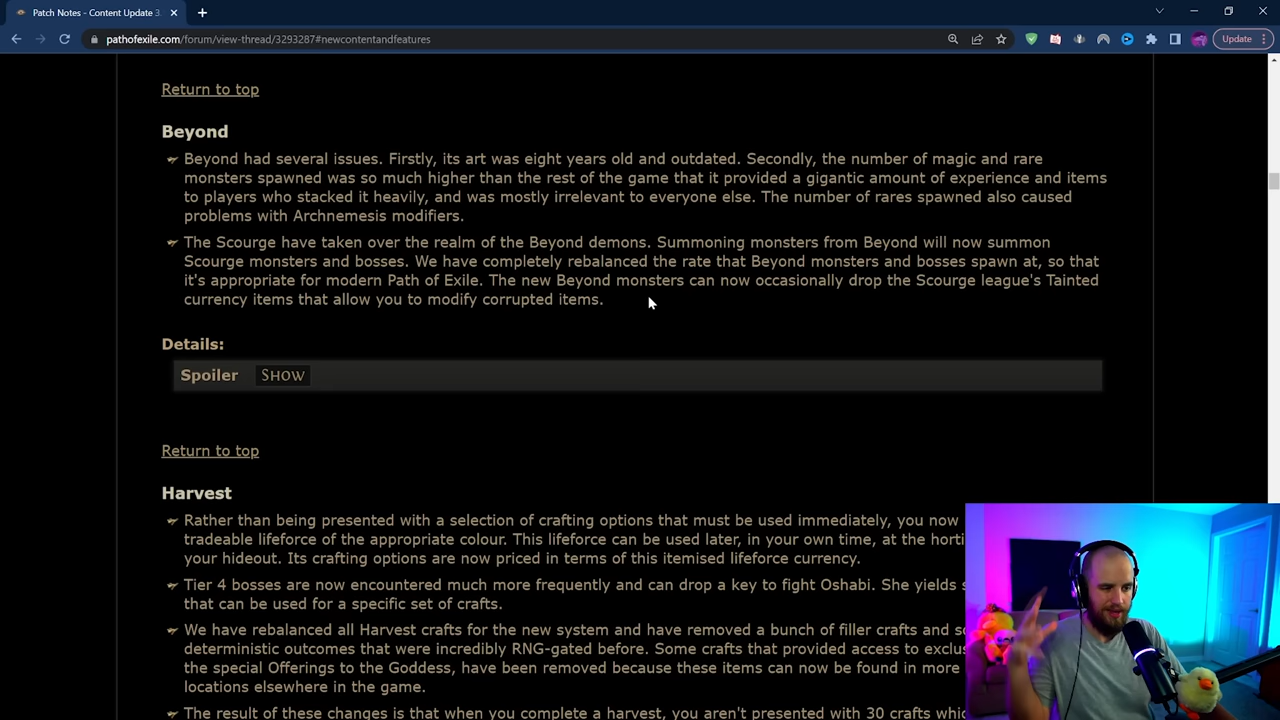 Patch Notes - Content Update 3
pathofexile.com/forum/view-thread/3293287#newcontentandfeatures
Update
Return to top
Beyond
Beyond had several issues. Firstly, its art was eight years old and outdated. Secondly, the number of magic and rare
monsters spawned was so much higher than the rest of the game that it provided a gigantic amount of experience and items
to players who stacked it heavily, and was mostly irrelevant to everyone else. The number of rares spawned also caused
problems with Archnemesis modifiers.
The Scourge have taken over the realm of the Beyond demons. Summoning monsters from Beyond will now summon
Scourge monsters and bosses. We have completely rebalanced the rate that Beyond monsters and bosses spawn at, so that
it's appropriate for modern Path of Exile. The new Beyond monsters can now occasionally drop the Scourge league's Tainted
currency items that allow you to modify corrupted items.
Details:
Spoiler Show
Return to top
Harvest
Rather than being presented with a selection of crafting options that must be used immediately, you now
tradeable lifeforce of the appropriate colour. This lifeforce can be used later, in your own time, at the horti
your hideout. Its crafting options are now priced in terms of this itemised lifeforce currency.
Tier 4 bosses are now encountered much more frequently and can drop a key to fight Oshabi. She yields s
that can be used for a specific set of crafts.
We have rebalanced all Harvest crafts for the new system and have removed a bunch of filler crafts and s
deterministic outcomes that were incredibly RNG-gated before. Some crafts that provided access to exclus
the special Offerings to the Goddess, have been removed because these items can now be found in more
locations elsewhere in the game.
The result of these changes is that when you complete a harvest, you aren't presented with 30 crafts whic